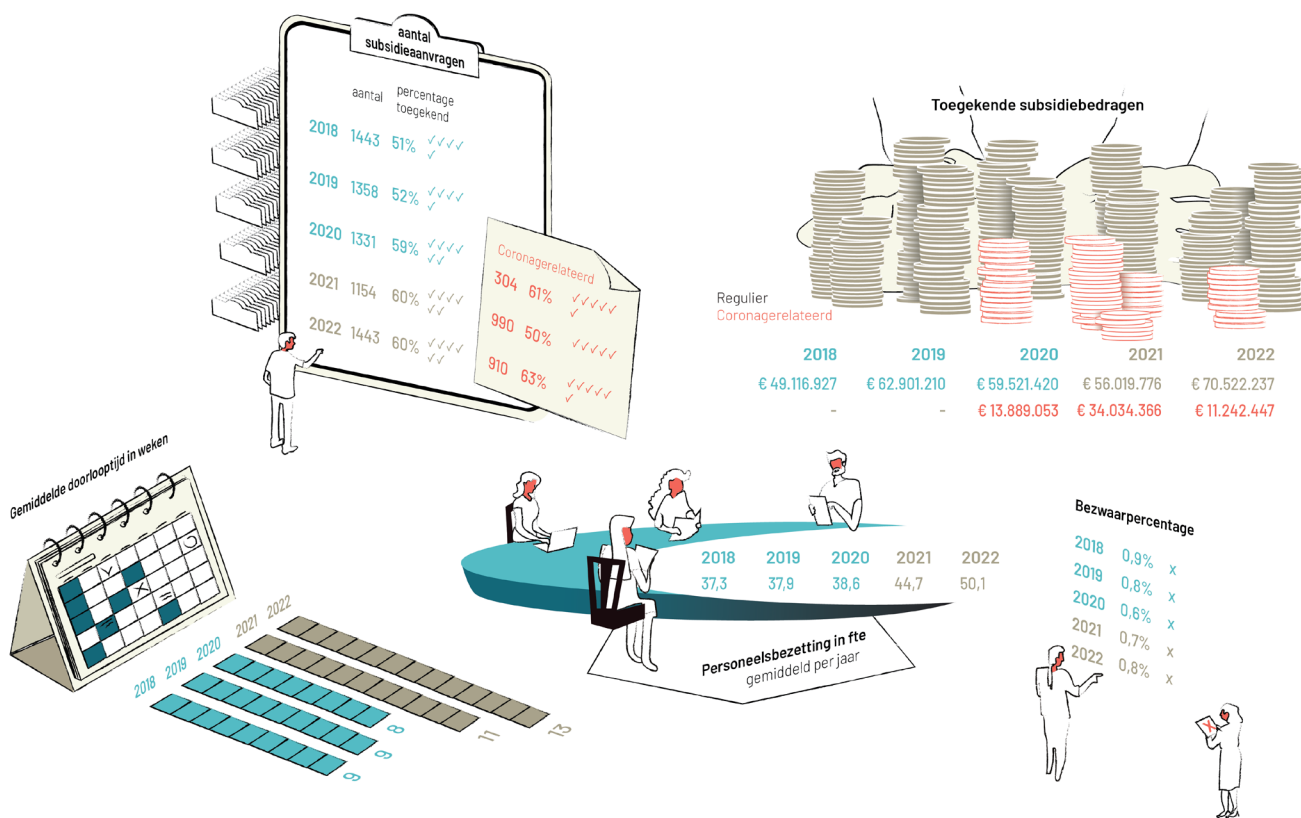 aantal
subsidieaanvragen
aantal percentage
toegekend
2018 1443 51% ✓✓✓✓
✓
2019 1358 52% ✓✓✓✓
✓
2020 1331 59% ✓✓✓✓
✓✓
2021 1154 60% ✓✓✓✓
✓✓
2022 1443 60% ✓✓✓✓
✓✓
Coronagerelateerd
304 61% ✓✓✓✓✓
✓
990 50% ✓✓✓✓✓
910 63% ✓✓✓✓✓
✓
Toegekende subsidiebedragen
Regulier
Coronagerelateerd
2018 2019 2020 2021 2022
€ 49.116.927 € 62.901.210 € 59.521.420 € 56.019.776 € 70.522.237
- - € 13.889.053 € 34.034.366 € 11.242.447
Gemiddelde doorlooptijd in weken
2018 2019 2020 2021 2022
9 9 8 11 13
2018 2019 2020 2021 2022
37,3 37,9 38,6 44,7 50,1
Personeelsbezetting in fte
gemiddeld per jaar
Bezwaarpercentage
2018 0,9% x
2019 0,8% x
2020 0,6% x
2021 0,7% x
2022 0,8% x